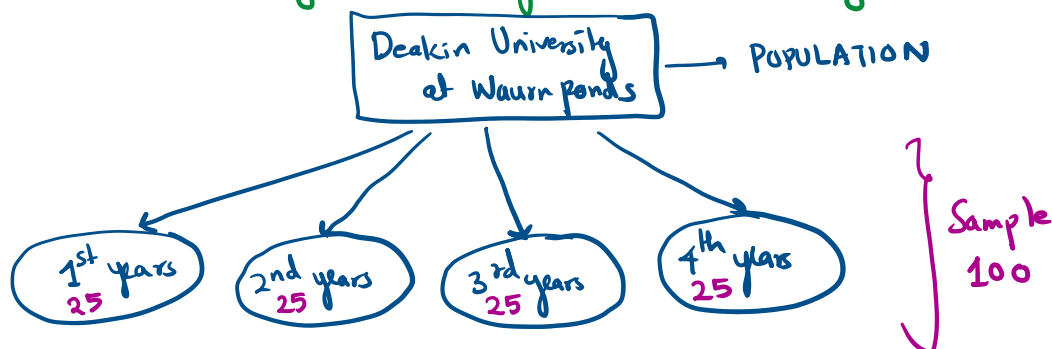 Deakin University
at Waurn Ponds
POPULATION
1st years
25
2nd years
25
3rd years
25
4th years
25
Sample
100